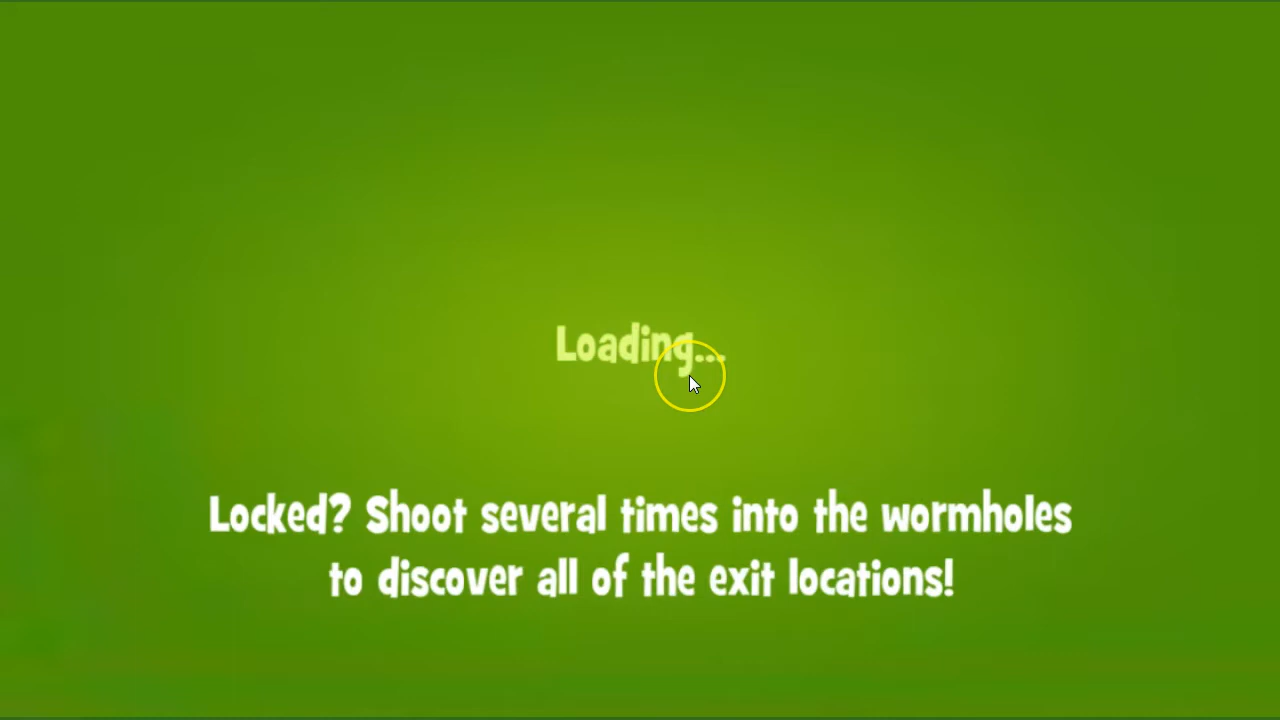 Loading...
Locked? Shoot several times into the wormholes
to discover all of the exit locations!